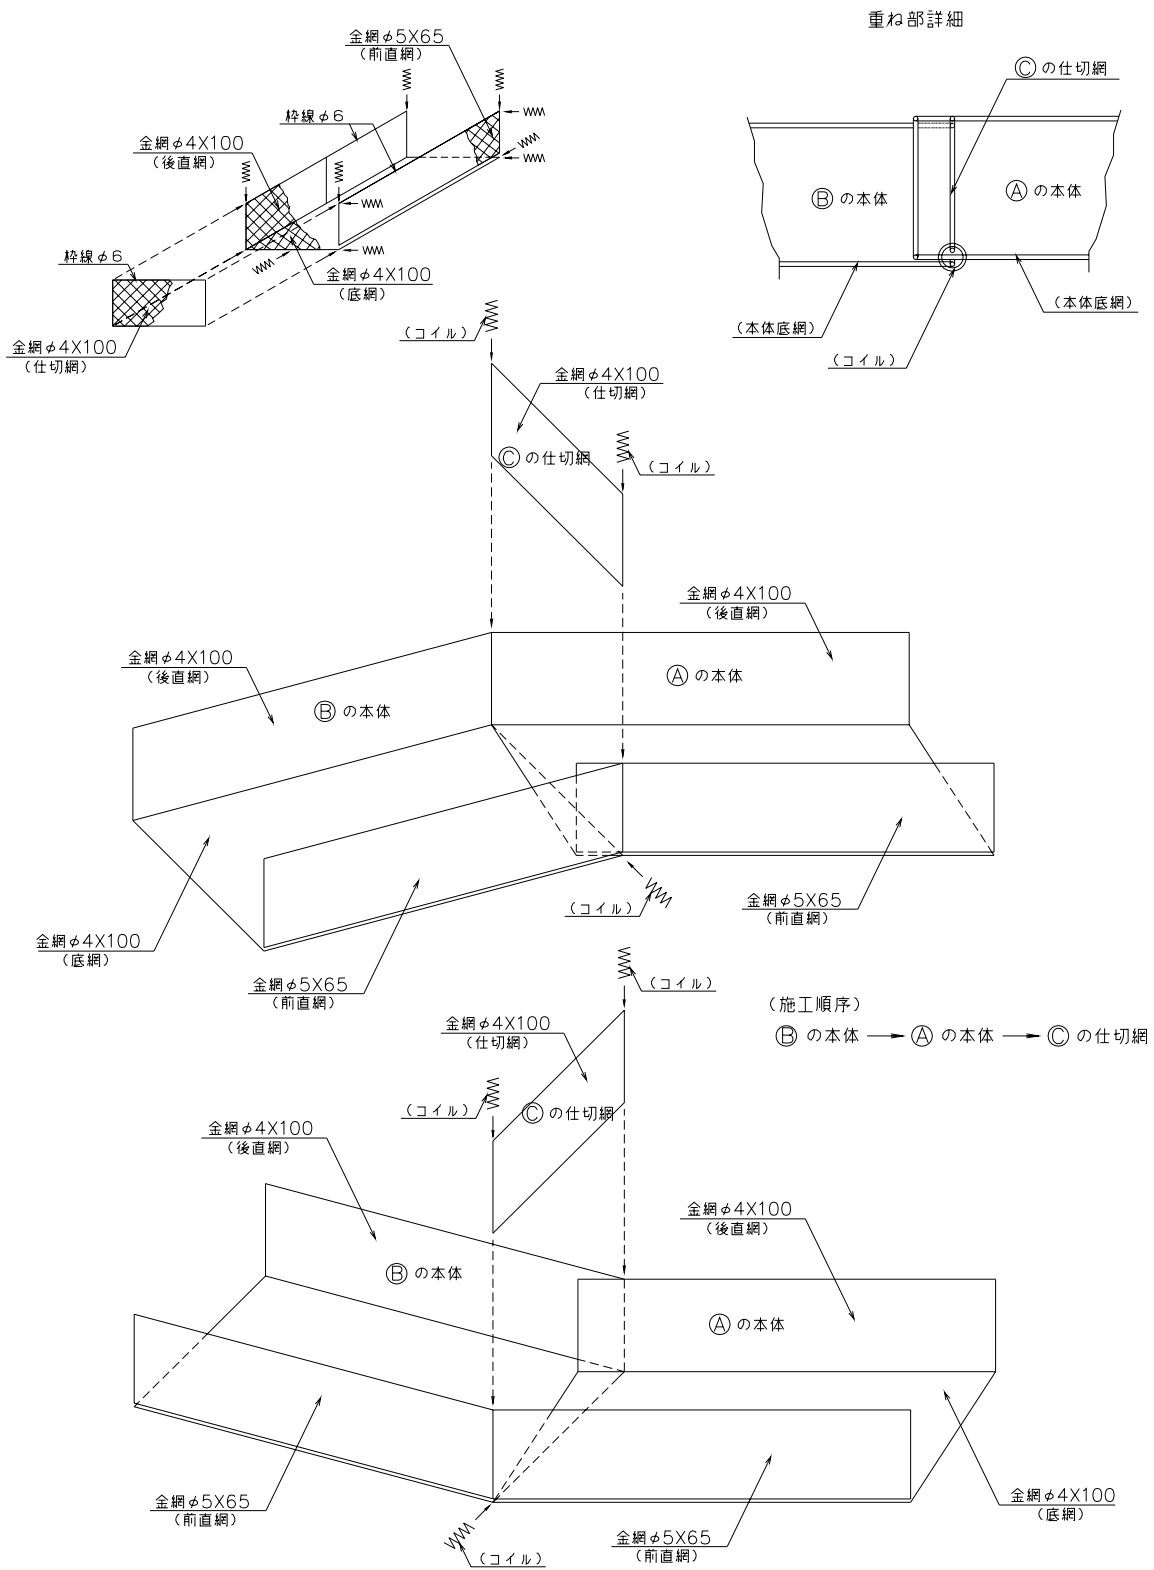 重ね部詳細
金網φ5X65
(前直網)
枠線φ6
金網φ4X100
(後直網)
枠線φ6
金網φ4X100
(底網)
金網φ4X100
(仕切網)
Ⓒ の仕切網
Ⓑ の本体
Ⓐ の本体
(本体底網)
(本体底網)
(コイル)
(コイル)
金網φ4X100
(仕切網)
Ⓒ の仕切網
(コイル)
金網φ4X100
(後直網)
金網φ4X100
(後直網)
Ⓐ の本体
Ⓑ の本体
金網φ5X65
(前直網)
(コイル)
金網φ4X100
(底網)
金網φ5X65
(前直網)
(コイル)
(施工順序)
Ⓑ の本体 → Ⓐ の本体 → Ⓒ の仕切網
金網φ4X100
(仕切網)
(コイル)
Ⓒ の仕切網
金網φ4X100
(後直網)
金網φ4X100
(後直網)
Ⓑ の本体
Ⓐ の本体
金網φ5X65
(前直網)
金網φ4X100
(底網)
金網φ5X65
(前直網)
(コイル)